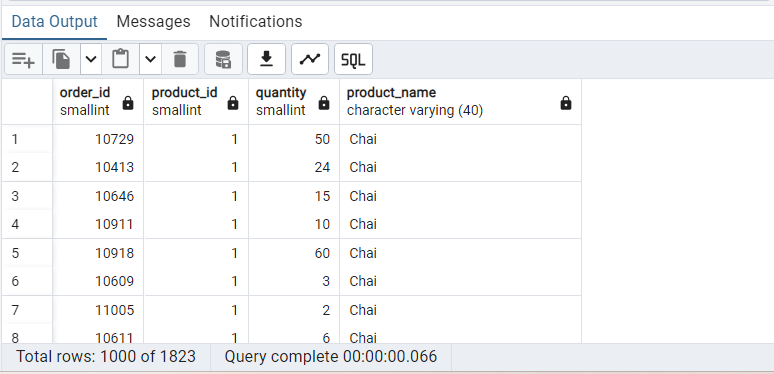 Data Output Messages Notifications
SQL
order_id product_id quantity product_name
smallint smallint smallint character varying (40)
1 10729 1 50 Chai
2 10413 1 24 Chai
3 10646 1 15 Chai
4 10911 1 10 Chai
5 10918 1 60 Chai
6 10609 1 3 Chai
7 11005 1 2 Chai
8 10611 1 6 Chai
Total rows: 1000 of 1823 Query complete 00:00:00.066